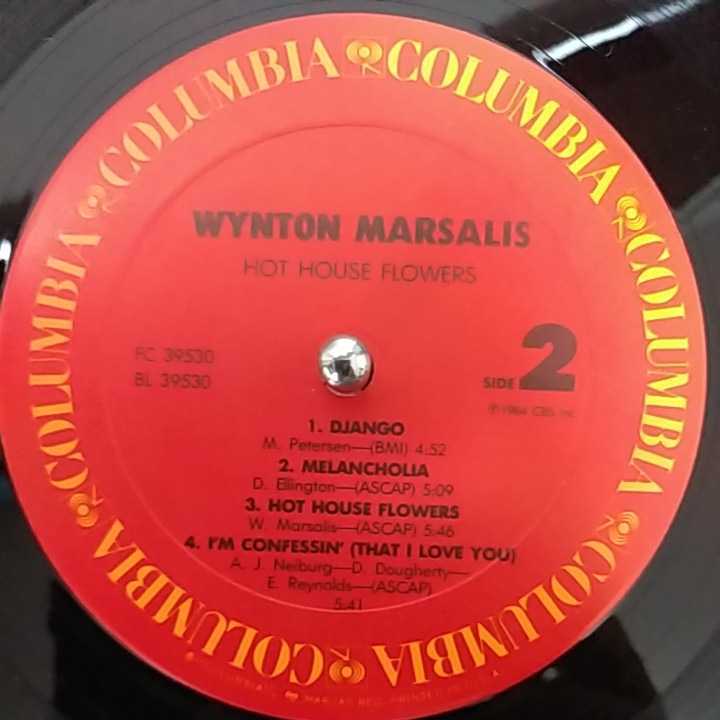 COLUMBIA COLUMBIA COLUMBIA COLUMBIA COLUMBIA COLUMBIA COLUMBIA
WYNTON MARSALIS
HOT HOUSE FLOWERS
FC 39530
BL 39530
SIDE 2
℗ 1984 CBS Inc.
1. DJANGO
M. Petersen—(BMI) 4:52
2. MELANCHOLIA
D. Ellington—(ASCAP) 5:09
3. HOT HOUSE FLOWERS
W. Marsalis—(ASCAP) 5:46
4. I'M CONFESSIN' (THAT I LOVE YOU)
A. J. Neiburg—D. Dougherty—
E. Reynolds—(ASCAP)
5:41